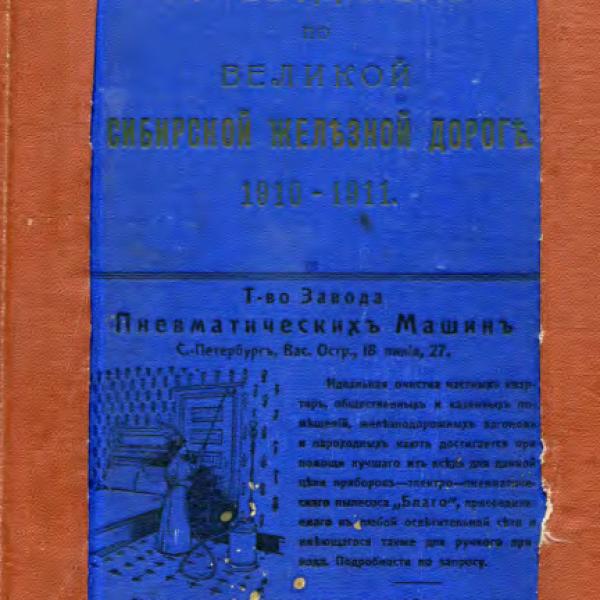 ПО
ВЕЛИКОЙ
СИБИРСКОЙ ЖЕЛѢЗНОЙ ДОРОГѢ.
1910-1911.
Т-во Завода
Пневматическихъ Машинъ
С.-Петербургъ, Вас. Остр., 18 линія, 27.
Идеальная очистка частныхъ квар-
тиръ, общественныхъ и казенныхъ по-
мѣщеній, желѣзнодорожныхъ вагоновъ
и пароходныхъ каютъ достигается при
помощи лучшаго изъ всѣхъ для данной
цѣли приборовъ—электро-пневматиче-
скаго пылесоса „Благо“, присоединя-
емаго къ любой освѣтительной сѣти и
имѣющагося также для ручного при-
вода. Подробности по запросу.